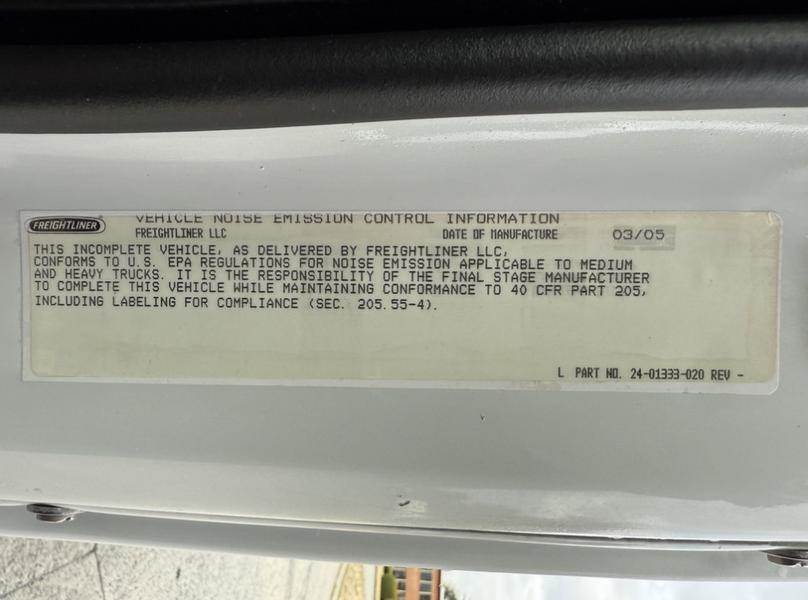 FREIGHTLINER
VEHICLE NOISE EMISSION CONTROL INFORMATION
FREIGHTLINER LLC DATE OF MANUFACTURE 03/05
THIS INCOMPLETE VEHICLE, AS DELIVERED BY FREIGHTLINER LLC,
CONFORMS TO U.S. EPA REGULATIONS FOR NOISE EMISSION APPLICABLE TO MEDIUM
AND HEAVY TRUCKS. IT IS THE RESPONSIBILITY OF THE FINAL STAGE MANUFACTURER
TO COMPLETE THIS VEHICLE WHILE MAINTAINING CONFORMANCE TO 40 CFR PART 205,
INCLUDING LABELING FOR COMPLIANCE (SEC. 205.55-4).
L PART NO. 24-01333-020 REV -